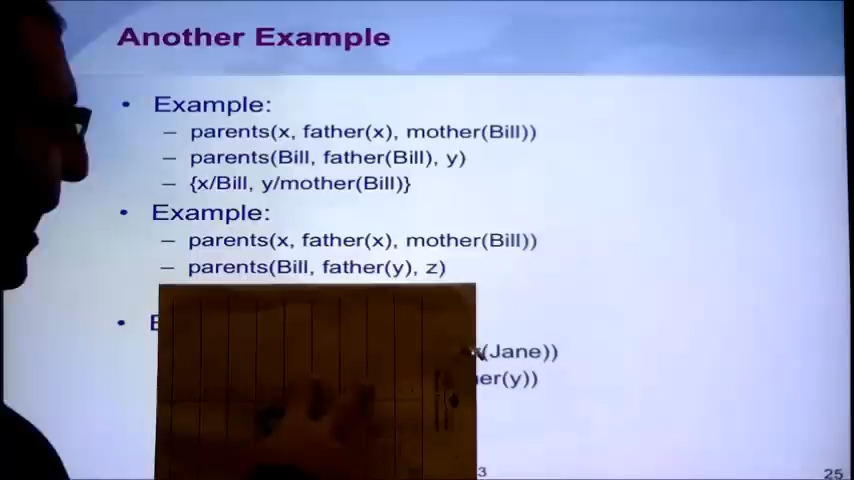 Another Example
• Example:
– parents(x, father(x), mother(Bill))
– parents(Bill, father(Bill), y)
– {x/Bill, y/mother(Bill)}
• Example:
– parents(x, father(x), mother(Bill))
– parents(Bill, father(y), z)
•
(Jane))
er(y))
3
25